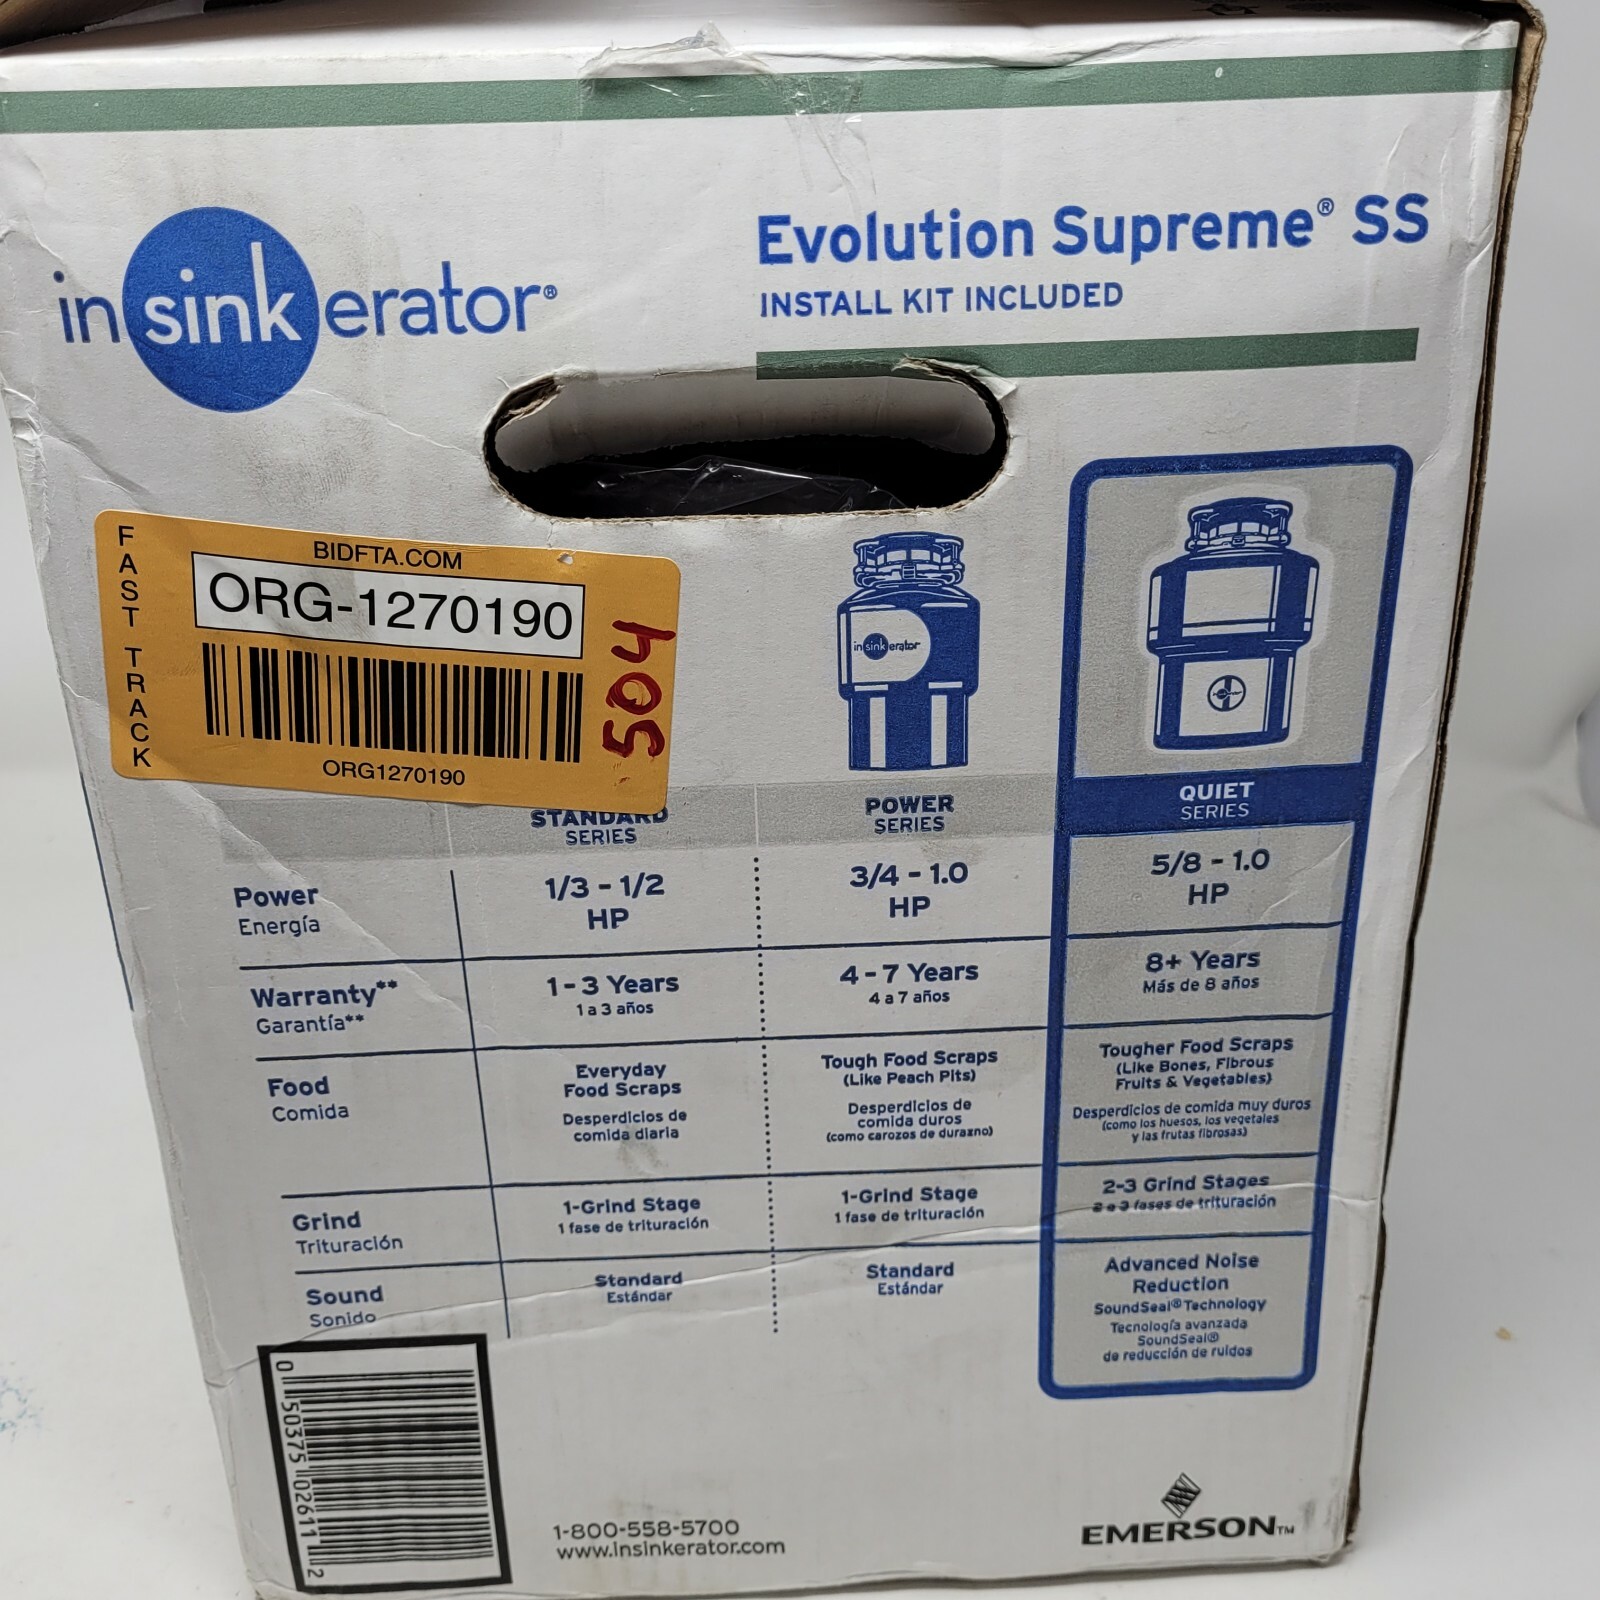 insinkerator®
Evolution Supreme® SS
INSTALL KIT INCLUDED
FAST TRACK
BIDFTA.COM
ORG-1270190
ORG1270190
504
insinkerator
STANDARD
SERIES
POWER
SERIES
QUIET
SERIES
Power
Energía
1/3 - 1/2
HP
3/4 - 1.0
HP
5/8 - 1.0
HP
Warranty**
Garantía**
1 - 3 Years
1 a 3 años
4 - 7 Years
4 a 7 años
8+ Years
Más de 8 años
Food
Comida
Everyday
Food Scraps
Desperdicios de
comida diaria
Tough Food Scraps
(Like Peach Pits)
Desperdicios de
comida duros
(como carozos de durazno)
Tougher Food Scraps
(Like Bones, Fibrous
Fruits & Vegetables)
Desperdicios de comida muy duros
(como los huesos, los vegetales
y las frutas fibrosas)
Grind
Trituración
1-Grind Stage
1 fase de trituración
1-Grind Stage
1 fase de trituración
2-3 Grind Stages
2 a 3 fases de trituración
Sound
Sonido
Standard
Estándar
Standard
Estándar
Advanced Noise
Reduction
SoundSeal® Technology
Tecnología avanzada
SoundSeal®
de reducción de ruidos
0 50375 02611 2
1-800-558-5700
www.insinkerator.com
EMERSON™